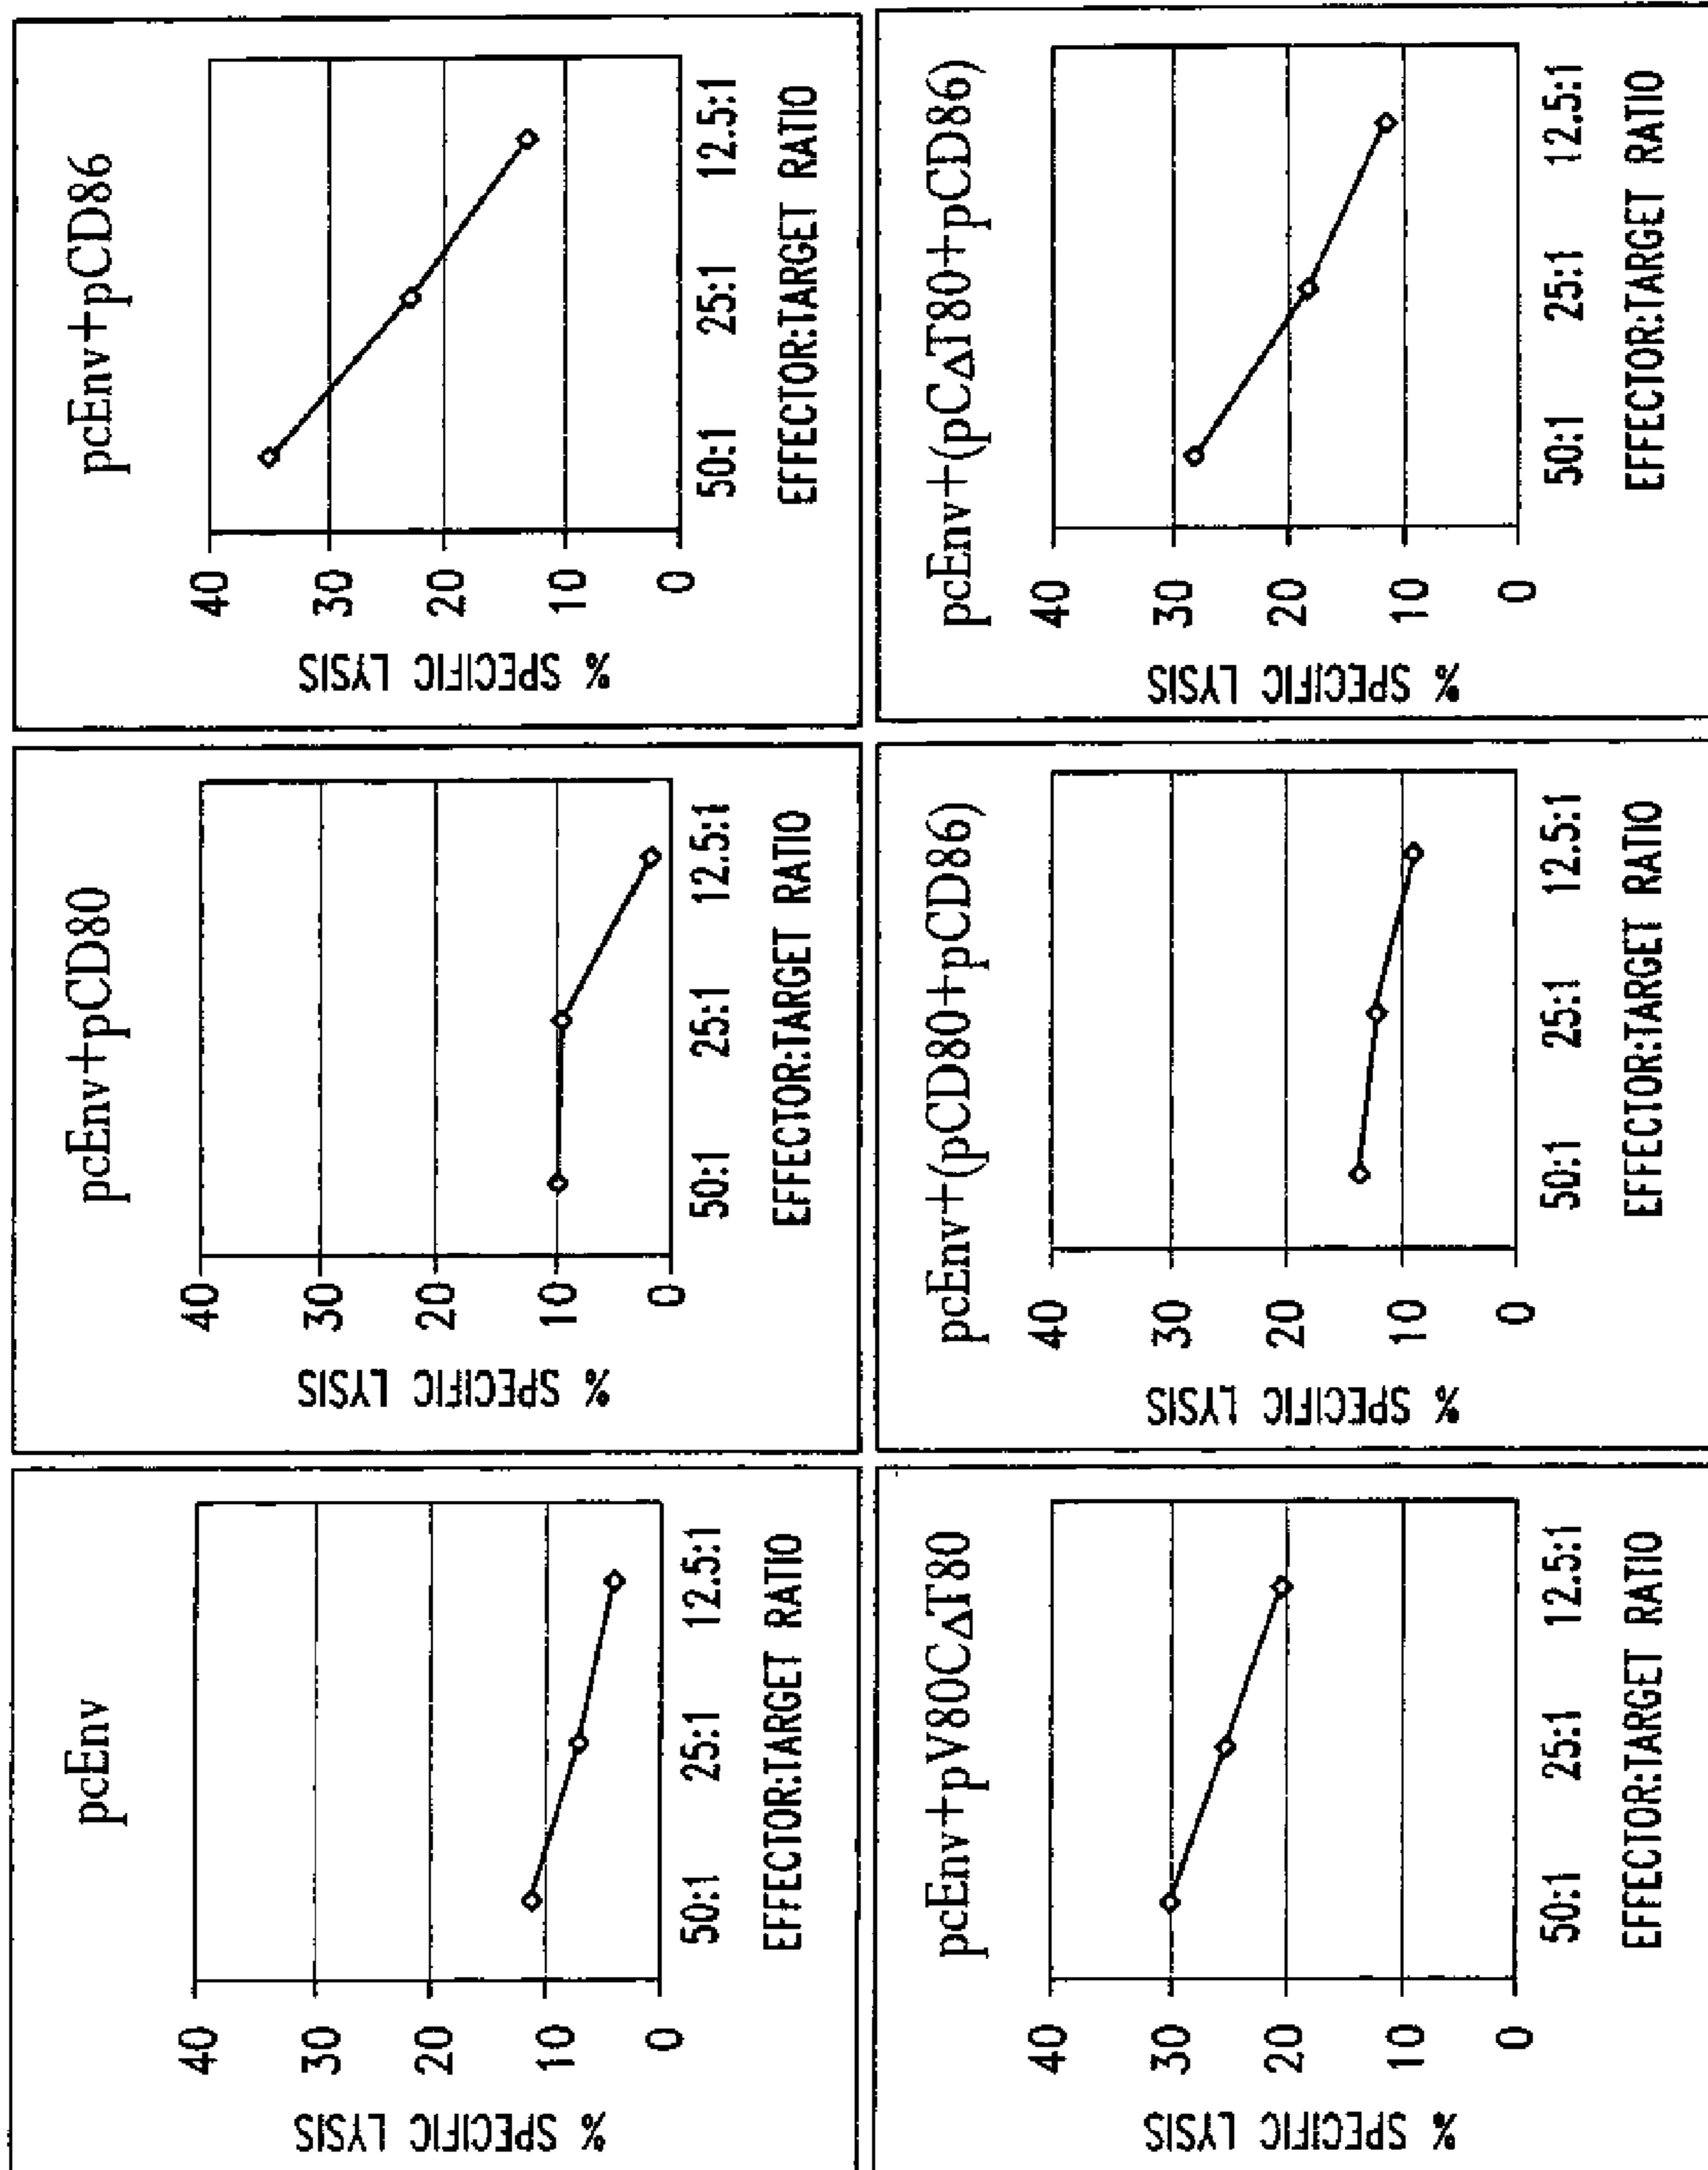 pcEnv
% SPECIFIC LYSIS
40
30
20
10
0
50:1 25:1 12.5:1
EFFECTOR:TARGET RATIO
pcEnv+pCD80
% SPECIFIC LYSIS
40
30
20
10
0
50:1 25:1 12.5:1
EFFECTOR:TARGET RATIO
pcEnv+pCD86
% SPECIFIC LYSIS
40
30
20
10
0
50:1 25:1 12.5:1
EFFECTOR:TARGET RATIO
pcEnv+pV80CΔT80
% SPECIFIC LYSIS
40
30
20
10
0
50:1 25:1 12.5:1
EFFECTOR:TARGET RATIO
pcEnv+(pCD80+pCD86)
% SPECIFIC LYSIS
40
30
20
10
0
50:1 25:1 12.5:1
EFFECTOR:TARGET RATIO
pcEnv+(pCΔT80+pCD86)
% SPECIFIC LYSIS
40
30
20
10
0
50:1 25:1 12.5:1
EFFECTOR:TARGET RATIO